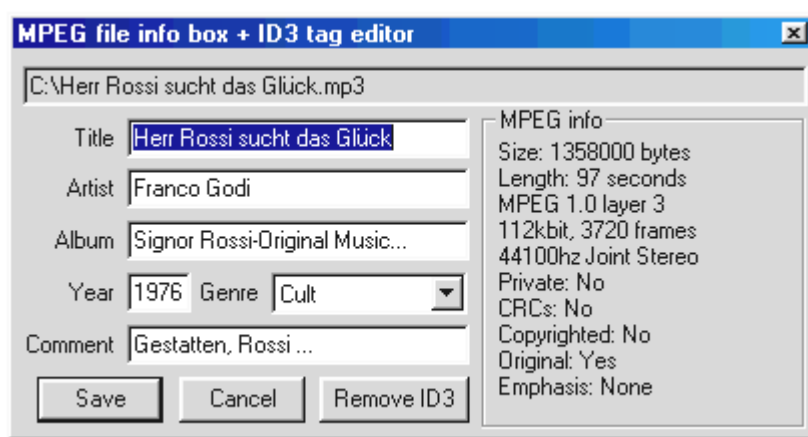 MPEG file info box + ID3 tag editor
C:\Herr Rossi sucht das Glück.mp3
Title Herr Rossi sucht das Glück
Artist Franco Godi
Album Signor Rossi-Original Music...
Year 1976 Genre Cult
Comment Gestatten, Rossi ...
Save Cancel Remove ID3
MPEG info
Size: 1358000 bytes
Length: 97 seconds
MPEG 1.0 layer 3
112kbit, 3720 frames
44100hz Joint Stereo
Private: No
CRCs: No
Copyrighted: No
Original: Yes
Emphasis: None